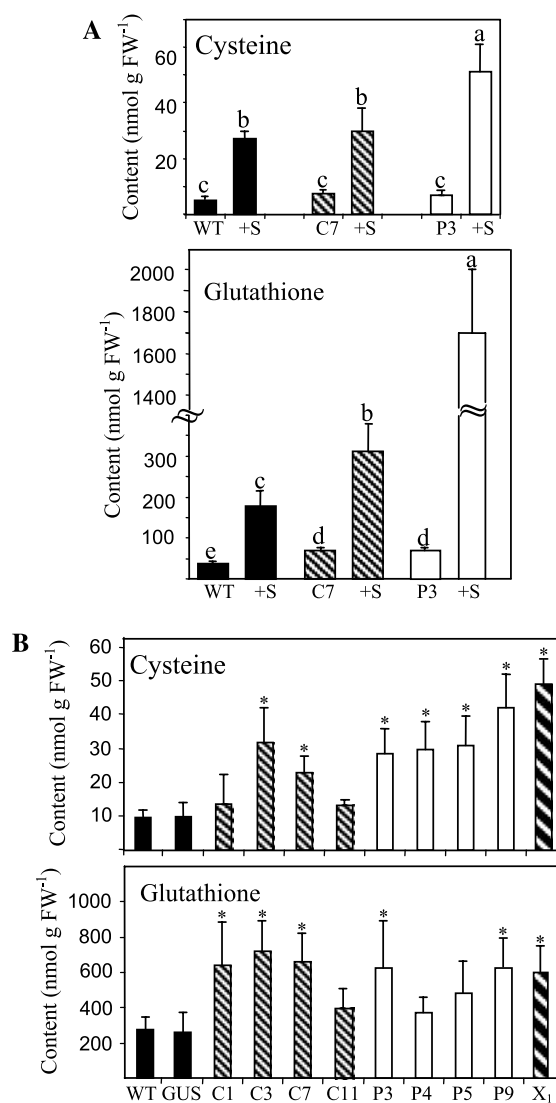 A
Cysteine
Content (nmol g FW-1)
60
40
20
c
b
c
b
c
a
WT +S C7 +S P3 +S
Glutathione
Content (nmol g FW-1)
2000
1800
1600
1400
300
200
100
e
c
d
b
d
a
WT +S C7 +S P3 +S
B
Cysteine
Content (nmol g FW-1)
60
50
40
30
20
10
* * * * * * *
Glutathione
Content (nmol g FW-1)
1000
800
600
400
200
* * * * * *
WT GUS C1 C3 C7 C11 P3 P4 P5 P9 X1